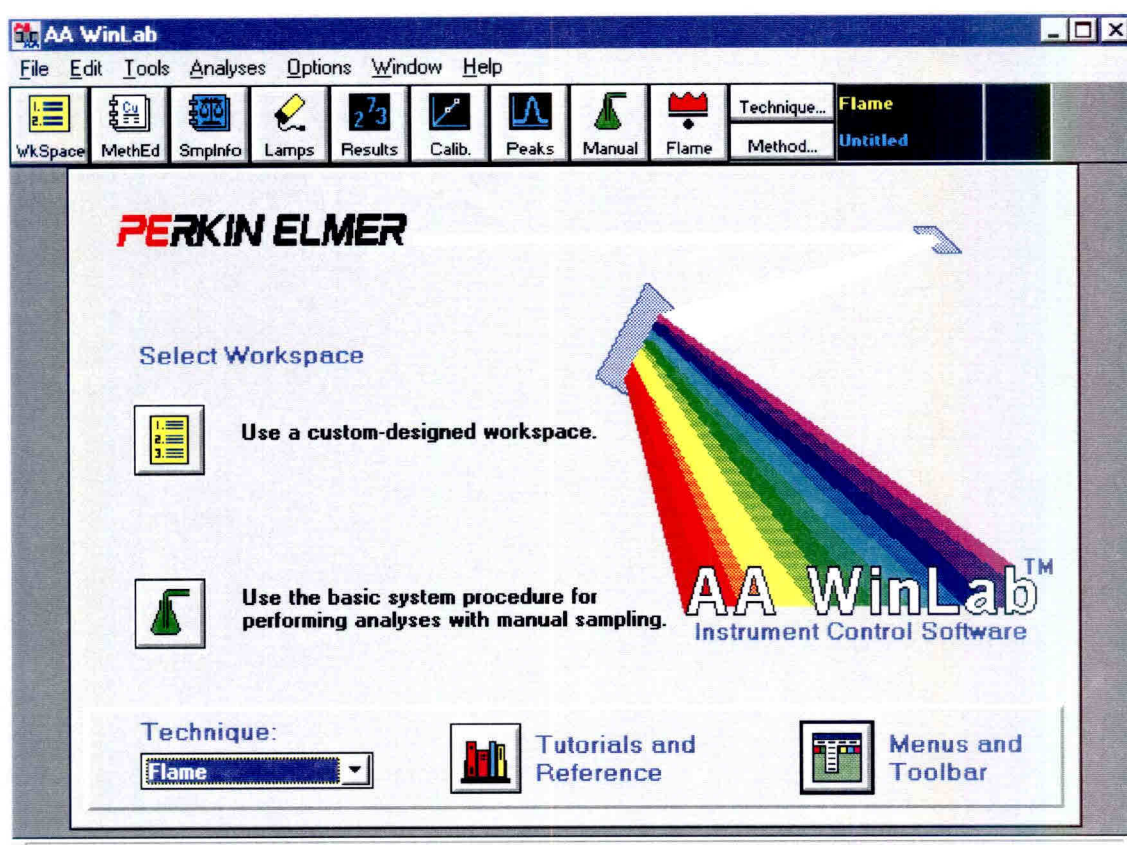 AA WinLab
File Edit Tools Analyses Options Window Help
WkSpace MethEd SmpInfo Lamps Results Calib. Peaks Manual Flame
Technique...
Method...
Flame
Untitled
PERKIN ELMER
Select Workspace
Use a custom-designed workspace.
Use the basic system procedure for
performing analyses with manual sampling.
AA WinLab™
Instrument Control Software
Technique:
Flame
Tutorials and
Reference
Menus and
Toolbar